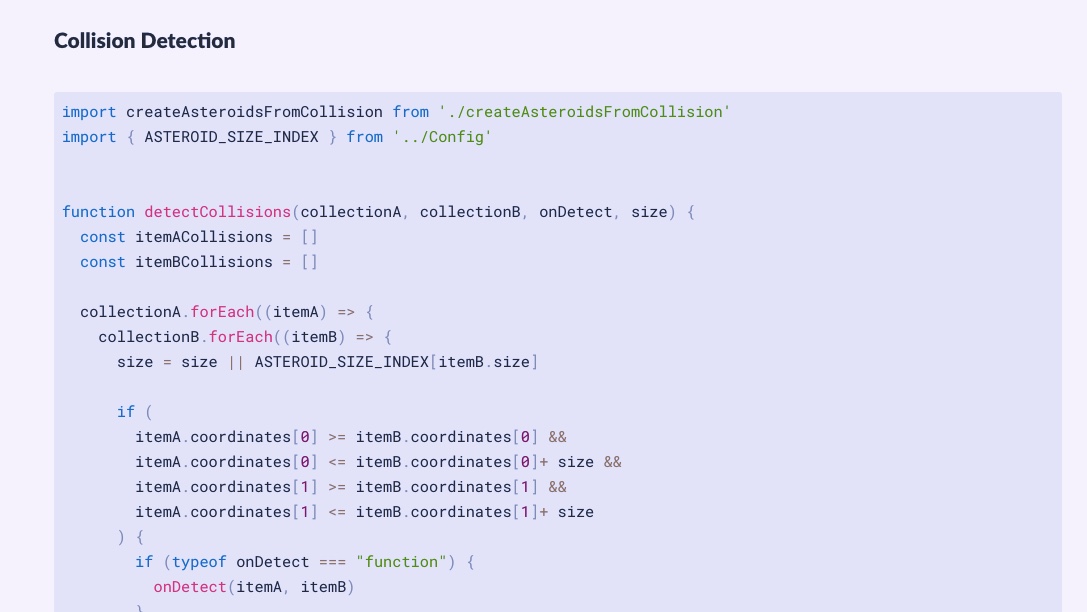 Collision Detection
import createAsteroidsFromCollision from './createAsteroidsFromCollision'
import { ASTEROID_SIZE_INDEX } from '../Config'
function detectCollisions(collectionA, collectionB, onDetect, size) {
  const itemACollisions = []
  const itemBCollisions = []
  collectionA.forEach((itemA) => {
    collectionB.forEach((itemB) => {
      size = size || ASTEROID_SIZE_INDEX[itemB.size]
      if (
        itemA.coordinates[0] >= itemB.coordinates[0] &&
        itemA.coordinates[0] <= itemB.coordinates[0]+ size &&
        itemA.coordinates[1] >= itemB.coordinates[1] &&
        itemA.coordinates[1] <= itemB.coordinates[1]+ size
      ) {
        if (typeof onDetect === "function") {
          onDetect(itemA, itemB)
        }